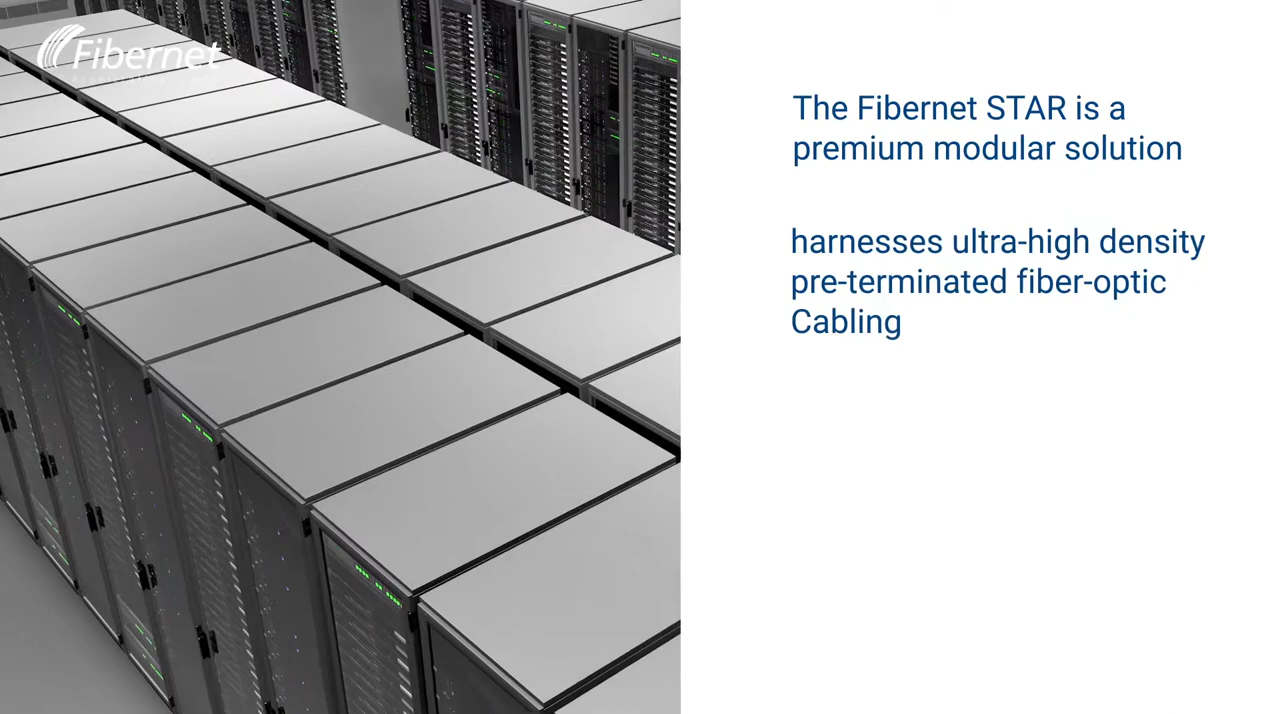 Fibernet
The Fibernet STAR is a
premium modular solution
harnesses ultra-high density
pre-terminated fiber-optic
Cabling